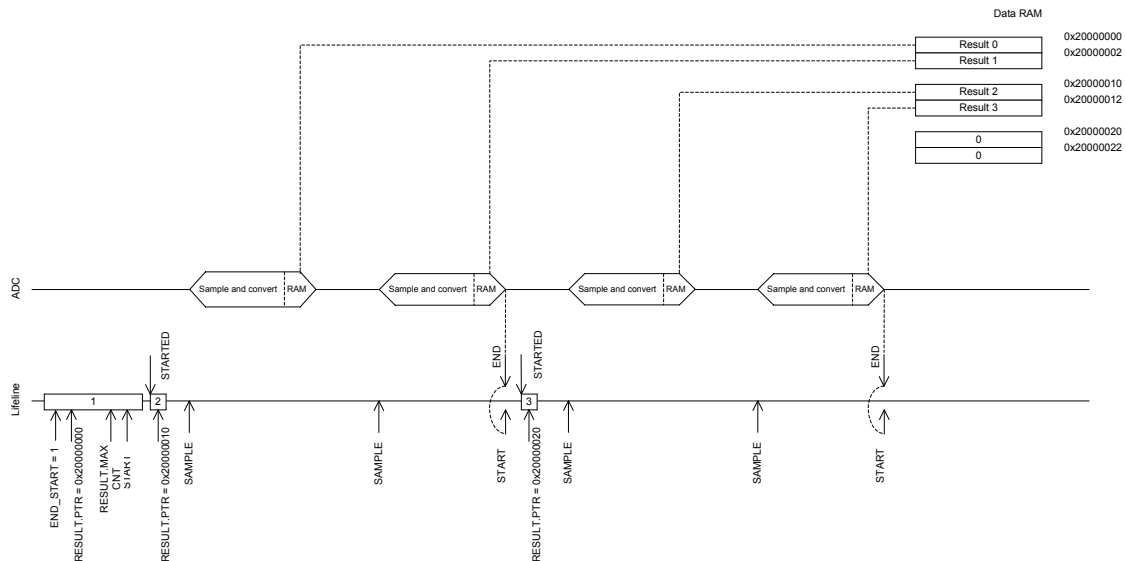 Data RAM
Result 0
0x20000000
Result 1
0x20000002
Result 2
0x20000010
Result 3
0x20000012
0
0x20000020
0
0x20000022
ADC
Sample and convert
RAM
Sample and convert
RAM
Sample and convert
RAM
Sample and convert
RAM
Lifeline
STARTED
END
STARTED
END
1
2
3
END_START = 1
RESULT.PTR = 0x20000000
RESULT.MAX
CNT
START
RESULT.PTR = 0x20000010
SAMPLE
SAMPLE
START
RESULT.PTR = 0x20000020
SAMPLE
SAMPLE
START